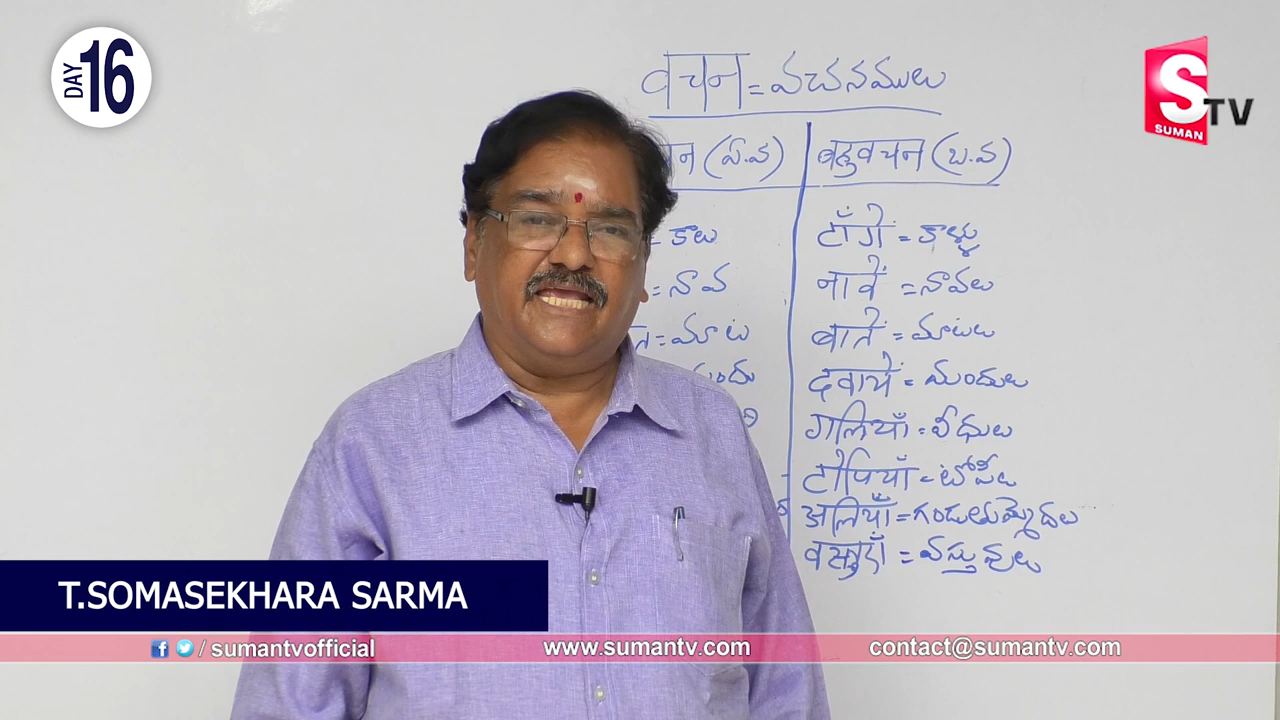 DAY 16
S TV
SUMAN
वचन = వచనములు
न (ఏ.వ) बहुवचन (బ.వ)
= కాలు टाँगें = కాళ్ళు
= నావ नावें = నావలు
त = మాట बातें = మాటలు
दवायें = మందులు
गलियाँ = వీధులు
टोपियाँ = టోపీలు
अलियाँ = గండుతుమ్మెదలు
वस्तुएँ = వస్తువులు
T.SOMASEKHARA SARMA
/ sumantvofficial www.sumantv.com contact@sumantv.com